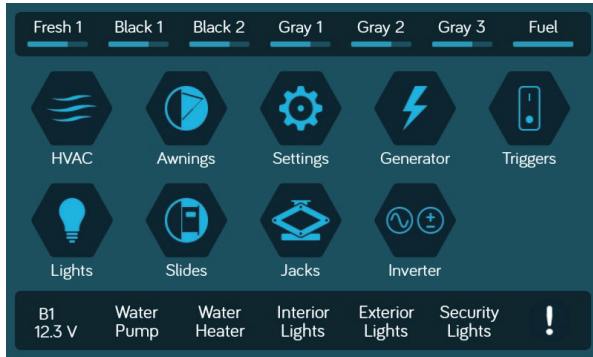 Fresh 1 Black 1 Black 2 Gray 1 Gray 2 Gray 3 Fuel
HVAC Awnings Settings Generator Triggers
Lights Slides Jacks Inverter
B1 Water Water Interior Exterior Security
12.3 V Pump Heater Lights Lights Lights !